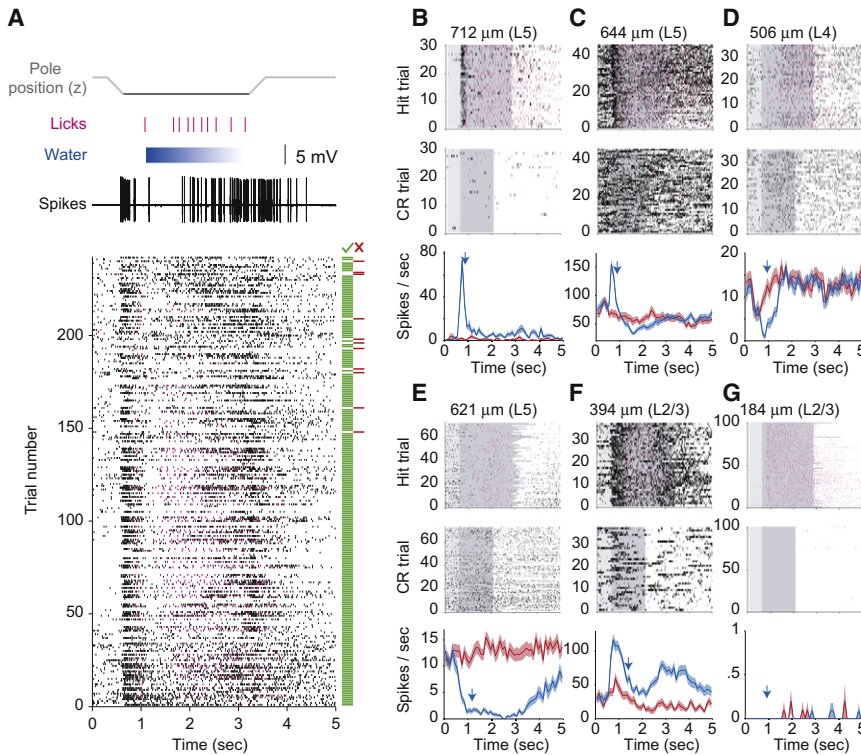 A
Pole
position (z)
Licks
Water
5 mV
Spikes
✓ ✗
Trial number
200
150
100
50
0
0 1 2 3 4 5
Time (sec)
B
712 μm (L5)
Hit trial
30
20
10
0
CR trial
30
20
10
0
Spikes / sec
80
60
40
20
0
0 1 2 3 4 5
Time (sec)
C
644 μm (L5)
40
20
0
40
20
0
150
100
50
0 1 2 3 4 5
Time (sec)
D
506 μm (L4)
30
20
10
0
30
20
10
0
20
10
0
0 1 2 3 4 5
Time (sec)
E
621 μm (L5)
Hit trial
60
40
20
0
CR trial
60
40
20
0
Spikes / sec
15
10
5
0
0 1 2 3 4 5
Time (sec)
F
394 μm (L2/3)
30
20
10
0
30
20
10
0
100
50
0
0 1 2 3 4 5
Time (sec)
G
184 μm (L2/3)
100
50
0
100
50
0
1
.5
0
0 1 2 3 4 5
Time (sec)